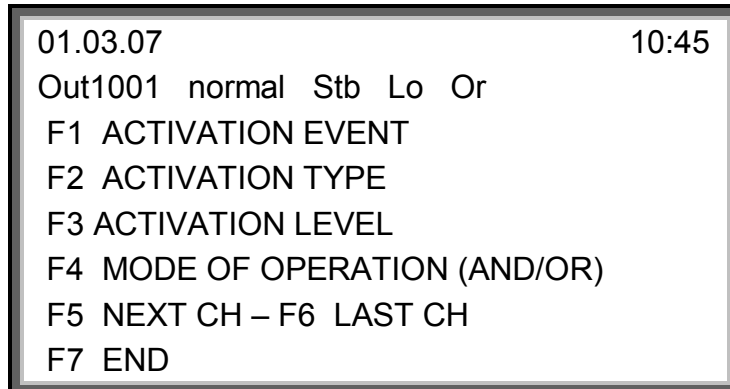 01.03.07 10:45
Out1001 normal Stb Lo Or
F1 ACTIVATION EVENT
F2 ACTIVATION TYPE
F3 ACTIVATION LEVEL
F4 MODE OF OPERATION (AND/OR)
F5 NEXT CH – F6 LAST CH
F7 END